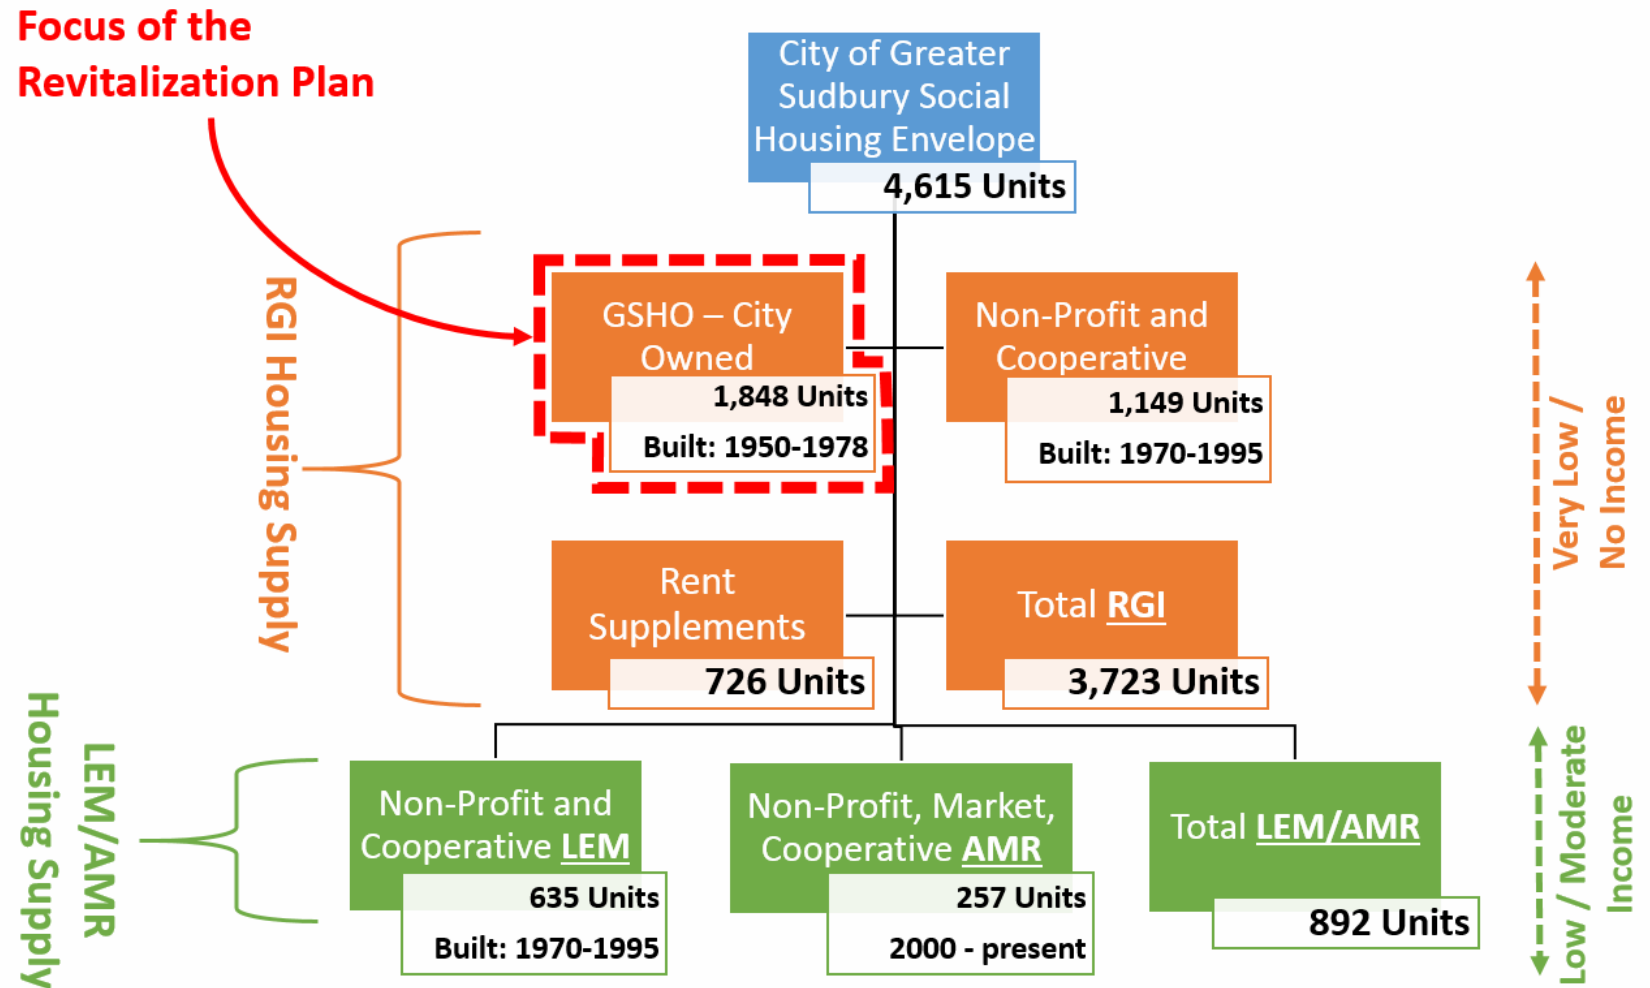 Focus of the
Revitalization Plan
City of Greater
Sudbury Social
Housing Envelope
4,615 Units
RGI Housing Supply
GSHO – City
Owned
1,848 Units
Built: 1950-1978
Non-Profit and
Cooperative
1,149 Units
Built: 1970-1995
Very Low /
No Income
Rent
Supplements
726 Units
Total RGI
3,723 Units
LEM/AMR
Housing Supply
Non-Profit and
Cooperative LEM
635 Units
Built: 1970-1995
Non-Profit, Market,
Cooperative AMR
257 Units
2000 - present
Total LEM/AMR
892 Units
Low / Moderate
Income